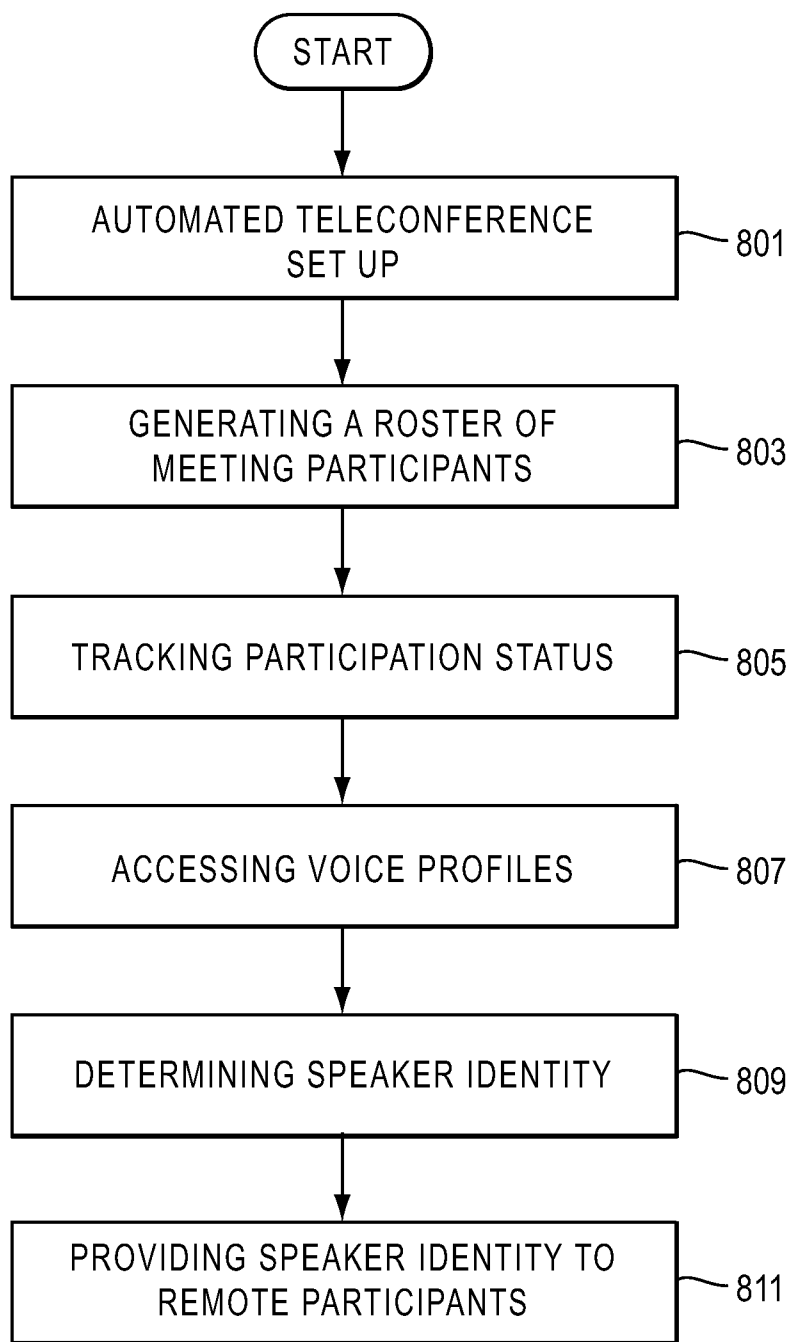 START
AUTOMATED TELECONFERENCE
SET UP
801
GENERATING A ROSTER OF
MEETING PARTICIPANTS
803
TRACKING PARTICIPATION STATUS
805
ACCESSING VOICE PROFILES
807
DETERMINING SPEAKER IDENTITY
809
PROVIDING SPEAKER IDENTITY TO
REMOTE PARTICIPANTS
811